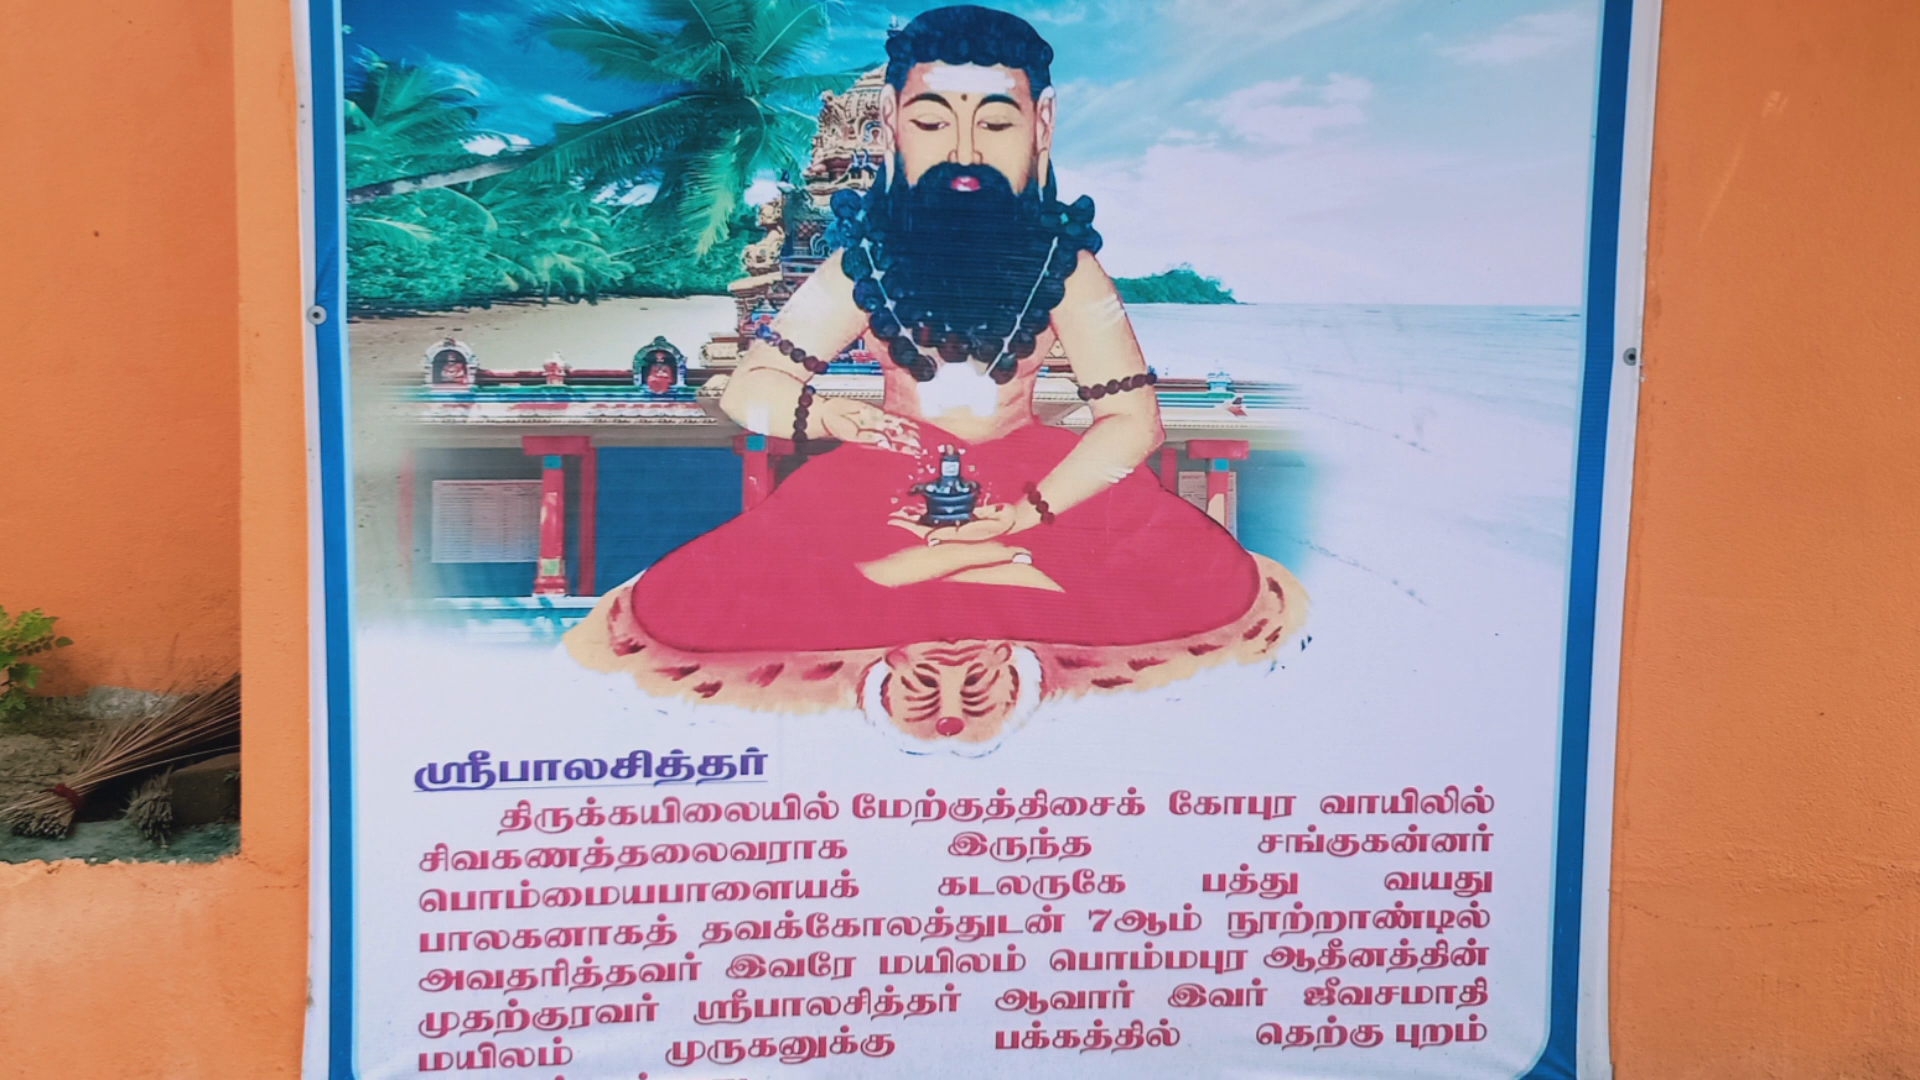 ஸ்ரீபாலசித்தர்
திருக்கயிலையில் மேற்குத்திசைக் கோபுர வாயிலில்
சிவகணத்தலைவராக இருந்த சங்குகன்னர்
பொம்மையபாளையக் கடலருகே பத்து வயது
பாலகனாகத் தவக்கோலத்துடன் 7ஆம் நூற்றாண்டில்
அவதரித்தவர் இவரே மயிலம் பொம்மபுர ஆதீனத்தின்
முதற்குரவர் ஸ்ரீபாலசித்தர் ஆவார் இவர் ஜீவசமாதி
மயிலம் முருகனுக்கு பக்கத்தில் தெற்கு புறம்